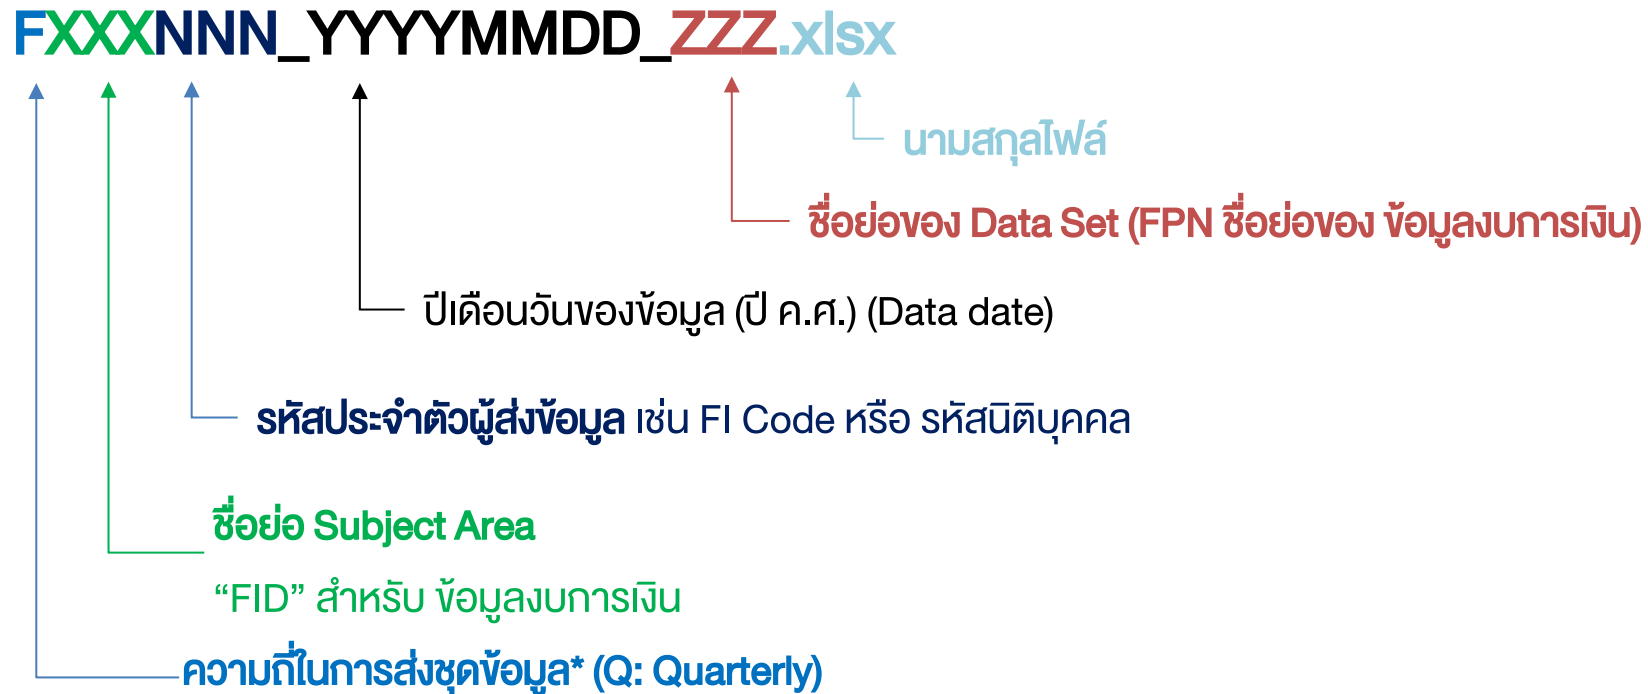 FXXXNNN_YYYYMMDD_ZZZ.xlsx
นามสกุลไฟล์
ชื่อย่อของ Data Set (FPN ชื่อย่อของ ข้อมูลงบการเงิน)
ปีเดือนวันของข้อมูล (ปี ค.ศ.) (Data date)
รหัสประจำตัวผู้ส่งข้อมูล เช่น FI Code หรือ รหัสนิติบุคคล
ชื่อย่อ Subject Area
“FID” สำหรับ ข้อมูลงบการเงิน
ความถี่ในการส่งชุดข้อมูล* (Q: Quarterly)